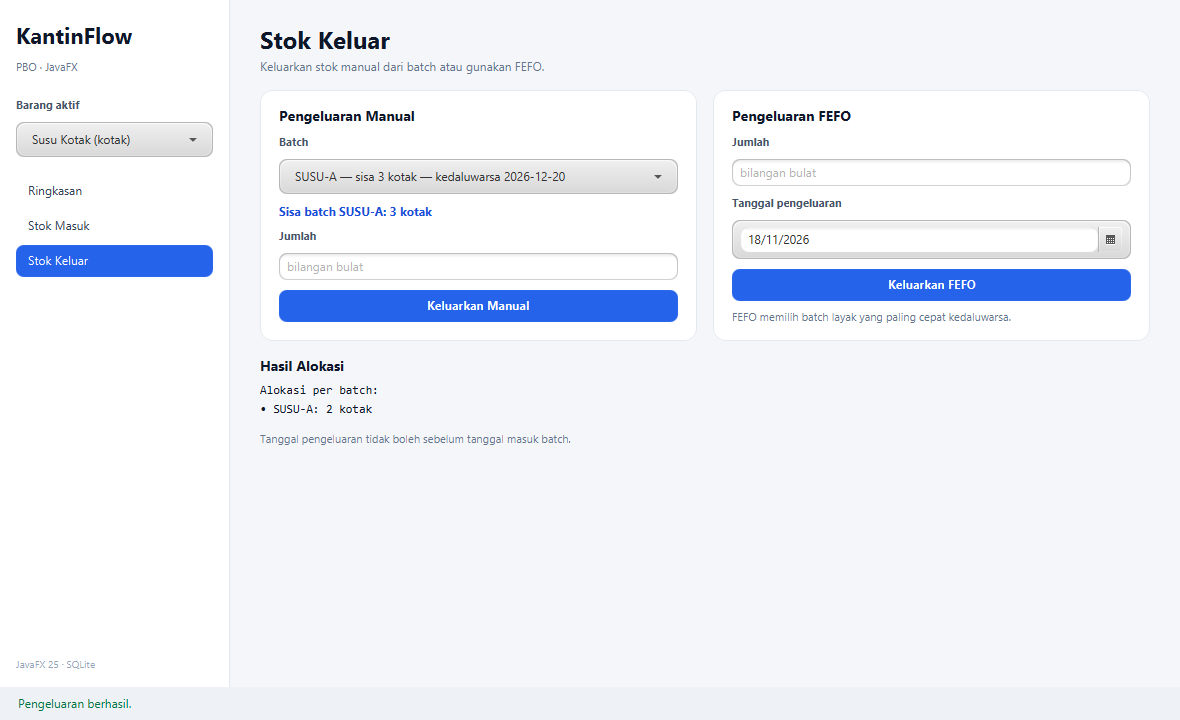 KantinFlow
PBO · JavaFX
Barang aktif
Susu Kotak (kotak)
Ringkasan
Stok Masuk
Stok Keluar
JavaFX 25 · SQLite
Stok Keluar
Keluarkan stok manual dari batch atau gunakan FEFO.
Pengeluaran Manual
Batch
SUSU-A — sisa 3 kotak — kedaluwarsa 2026-12-20
Sisa batch SUSU-A: 3 kotak
Jumlah
bilangan bulat
Keluarkan Manual
Pengeluaran FEFO
Jumlah
bilangan bulat
Tanggal pengeluaran
18/11/2026
Keluarkan FEFO
FEFO memilih batch layak yang paling cepat kedaluwarsa.
Hasil Alokasi
Alokasi per batch:
• SUSU-A: 2 kotak
Tanggal pengeluaran tidak boleh sebelum tanggal masuk batch.
Pengeluaran berhasil.